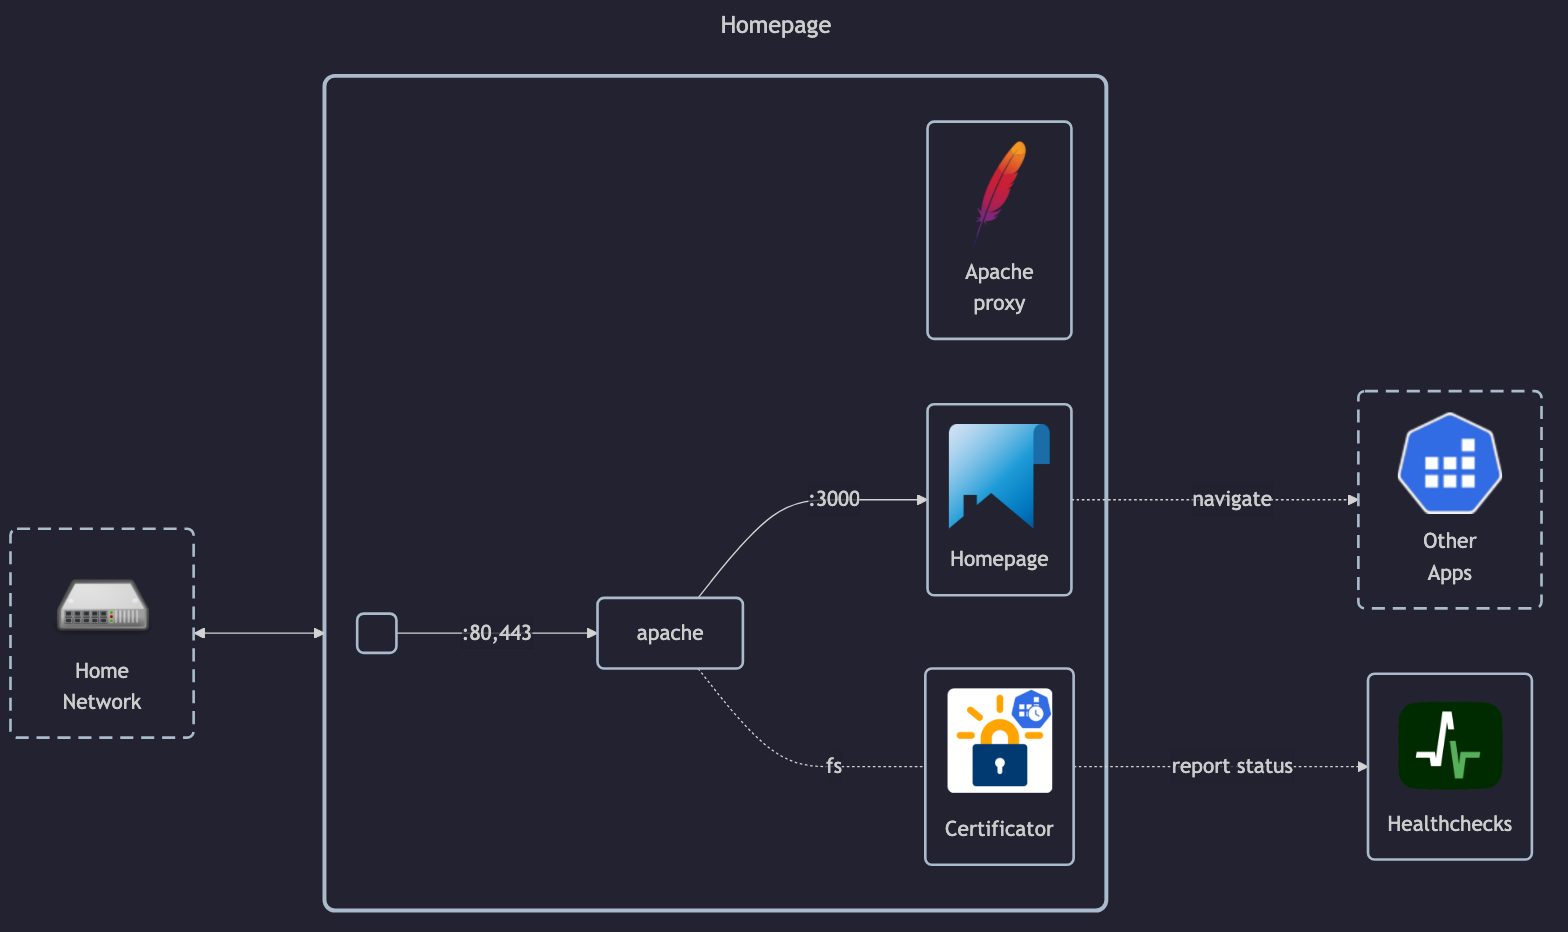 Homepage
Apache
proxy
:3000
Homepage
navigate
Other
Apps
Home
Network
:80,443
apache
fs
Certificator
report status
Healthchecks